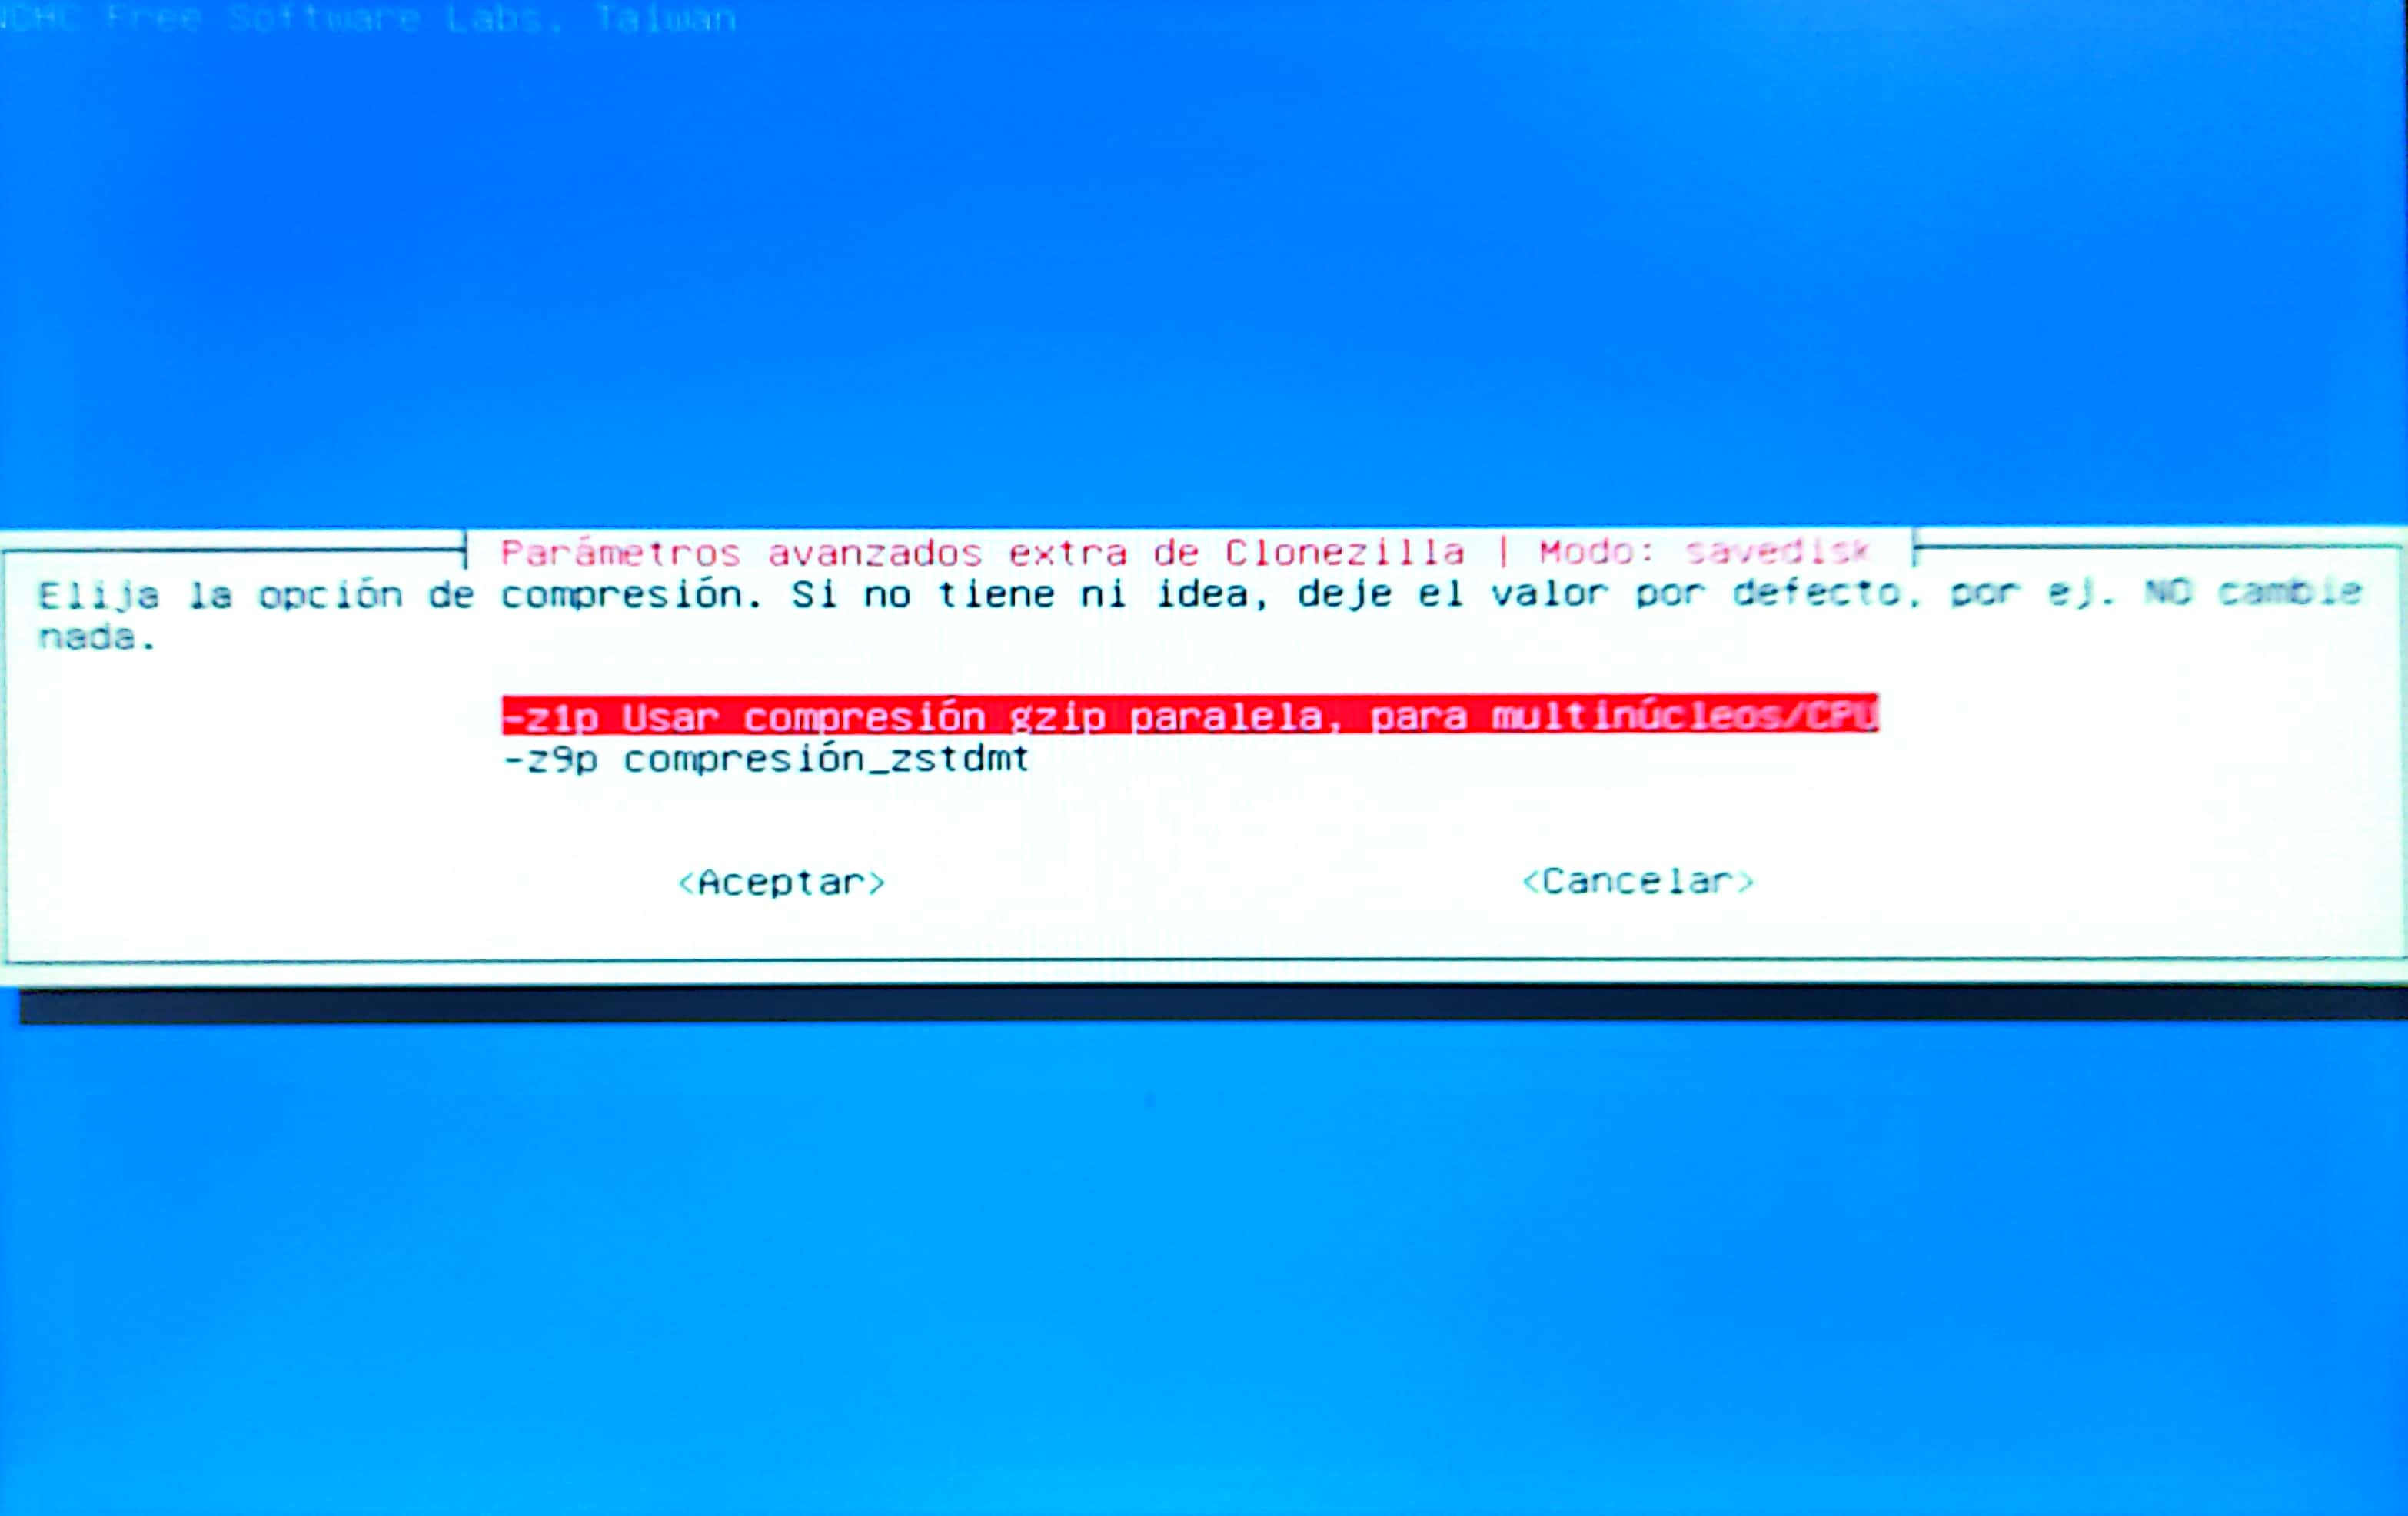 NCHC Free Software Labs, Taiwan
Parámetros avanzados extra de Clonezilla | Modo: savedisk
Elija la opción de compresión. Si no tiene ni idea, deje el valor por defecto, por ej. NO cambie
nada.
-z1p Usar compresión gzip paralela, para multinúcleos/CPU
-z9p compresión_zstdmt
<Aceptar> <Cancelar>